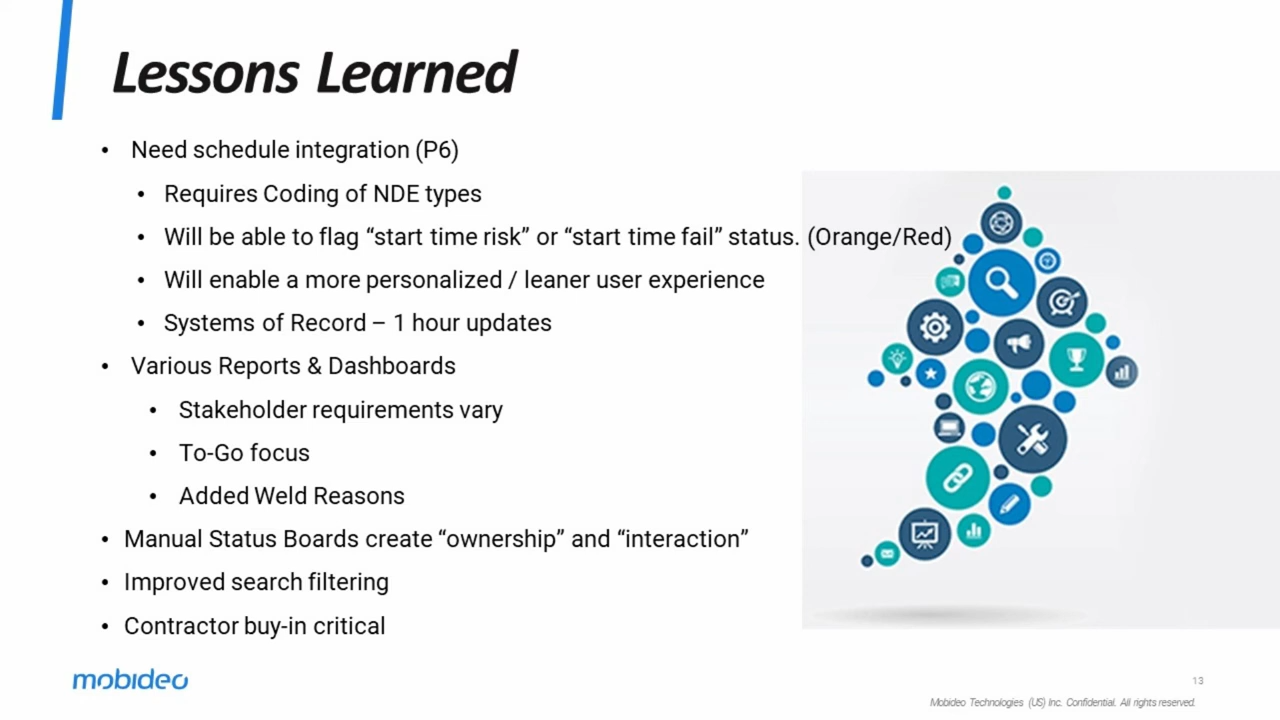 Lessons Learned
• Need schedule integration (P6)
• Requires Coding of NDE types
• Will be able to flag “start time risk” or “start time fail” status. (Orange/Red)
• Will enable a more personalized / leaner user experience
• Systems of Record – 1 hour updates
• Various Reports & Dashboards
• Stakeholder requirements vary
• To-Go focus
• Added Weld Reasons
• Manual Status Boards create “ownership” and “interaction”
• Improved search filtering
• Contractor buy-in critical
mobideo
13
Mobideo Technologies (US) Inc. Confidential. All rights reserved.